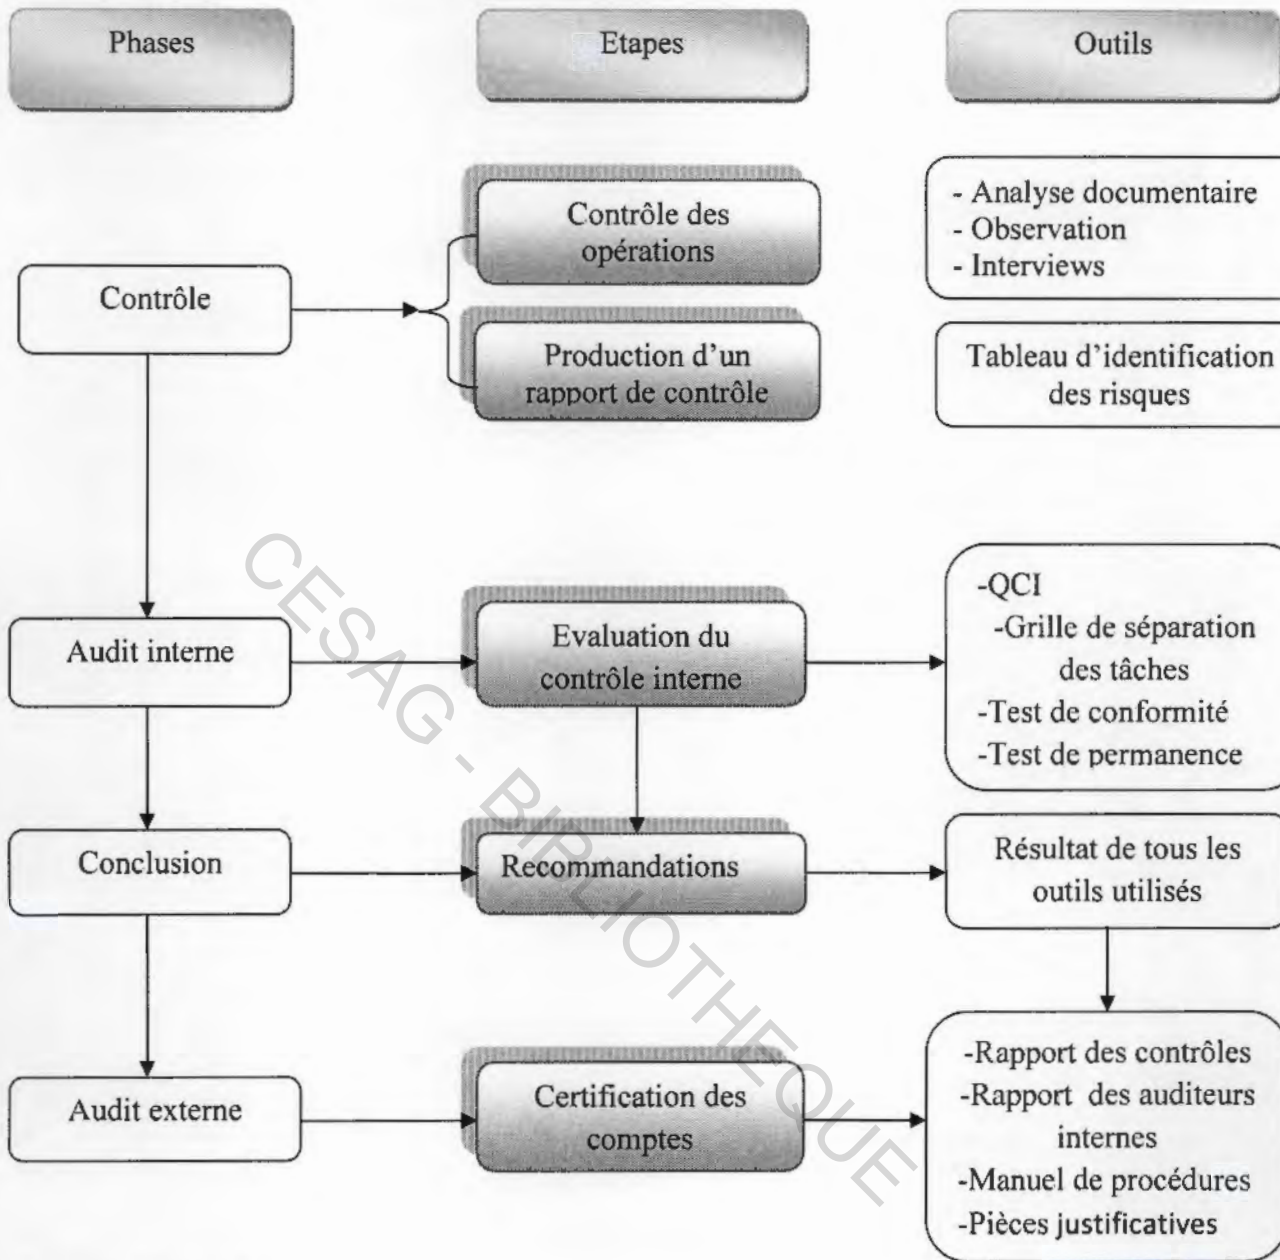 Phases
Etapes
Outils
Contrôle
Contrôle des
opérations
Production d'un
rapport de contrôle
- Analyse documentaire
- Observation
- Interviews
Tableau d'identification
des risques
Audit interne
Evaluation du
contrôle interne
-QCI
-Grille de séparation
des tâches
-Test de conformité
-Test de permanence
Conclusion
Recommandations
Résultat de tous les
outils utilisés
Audit externe
Certification des
comptes
-Rapport des contrôles
-Rapport des auditeurs
internes
-Manuel de procédures
-Pièces justificatives
CESAG - BIBLIOTHEQUE